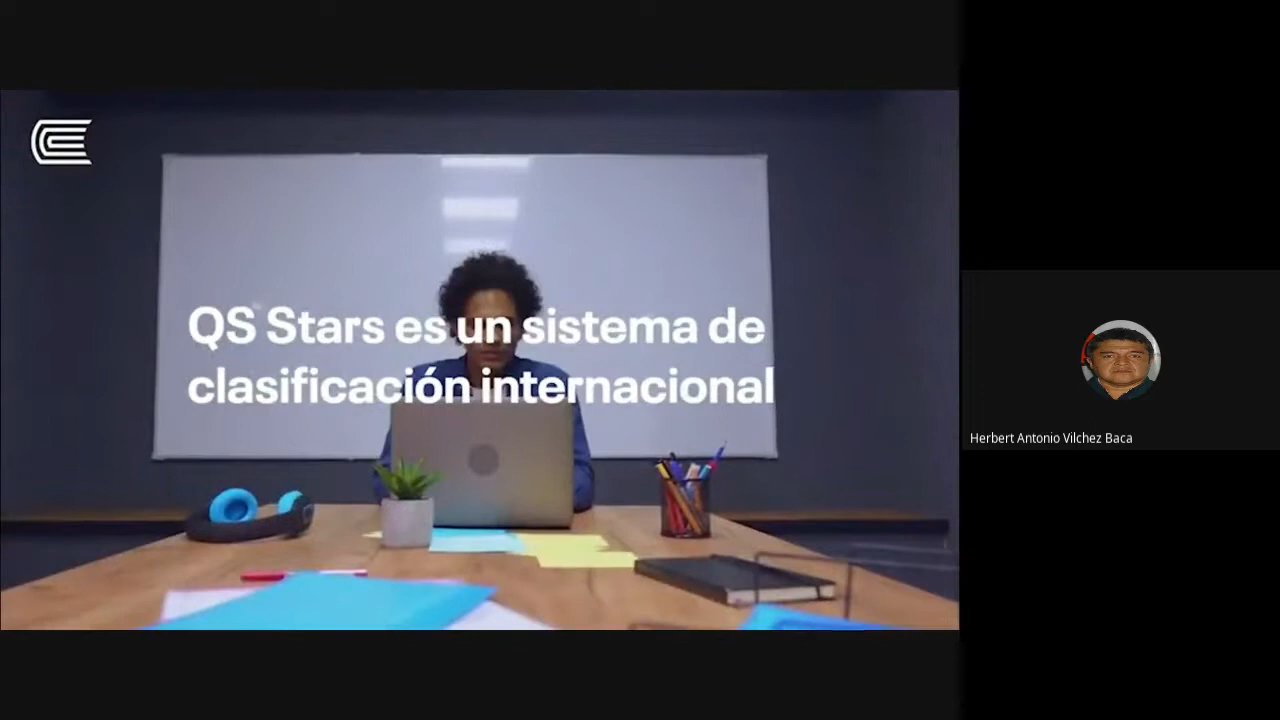 QS Stars es un sistema de
clasificación internacional
Herbert Antonio Vilchez Baca